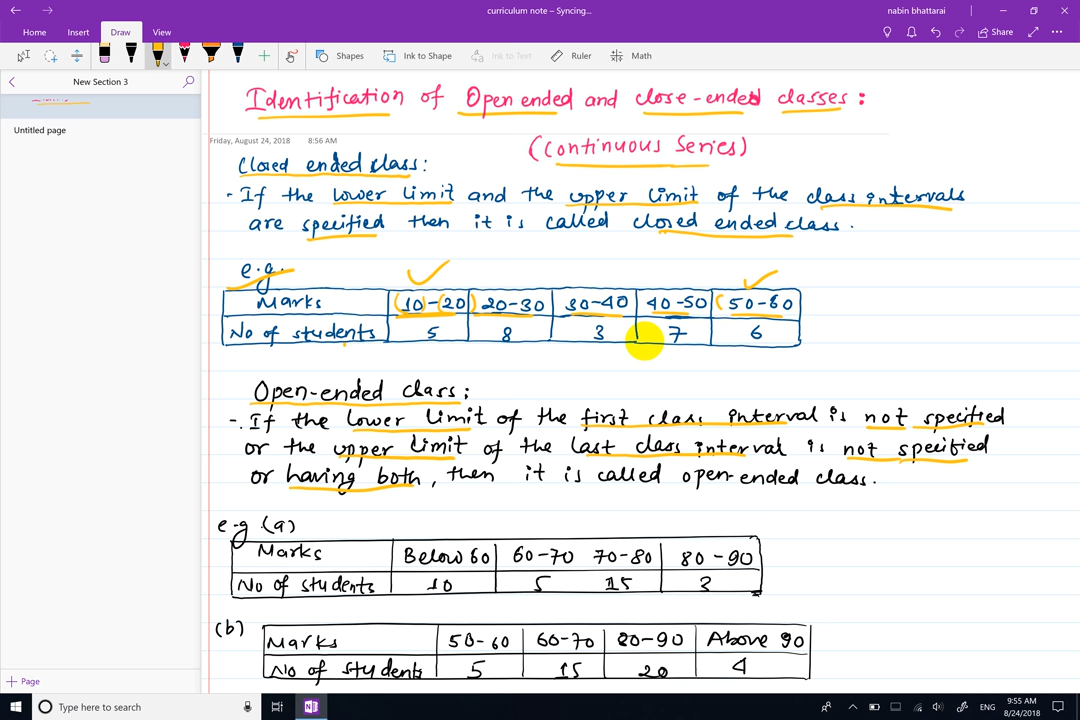 curriculum note - Syncing...
nabin bhattarai
Home Insert Draw View
Share
Shapes Ink to Shape Ink to Text Ruler Math
New Section 3
Untitled page
Page
Identification of Open ended and close-ended classes:
Friday, August 24, 2018 8:56 AM
(Continuous Series)
Closed ended class:
- If the lower limit and the upper limit of the class intervals
are specified then it is called closed ended class.
e.g.
Marks (10)-(20) 20-30 30-40 40-50 (50-60
No of students 5 8 3 7 6
Open-ended class:
-. If the lower limit of the first class interval is not specified
or the upper limit of the last class interval is not specified
or having both, then it is called open-ended class.
e.g (a)
Marks Below 60 60-70 70-80 80-90
No of students 10 5 15 3
(b)
Marks 50-60 60-70 80-90 Above 90
No of students 5 15 20 4
Type here to search
ENG
9:55 AM
8/24/2018